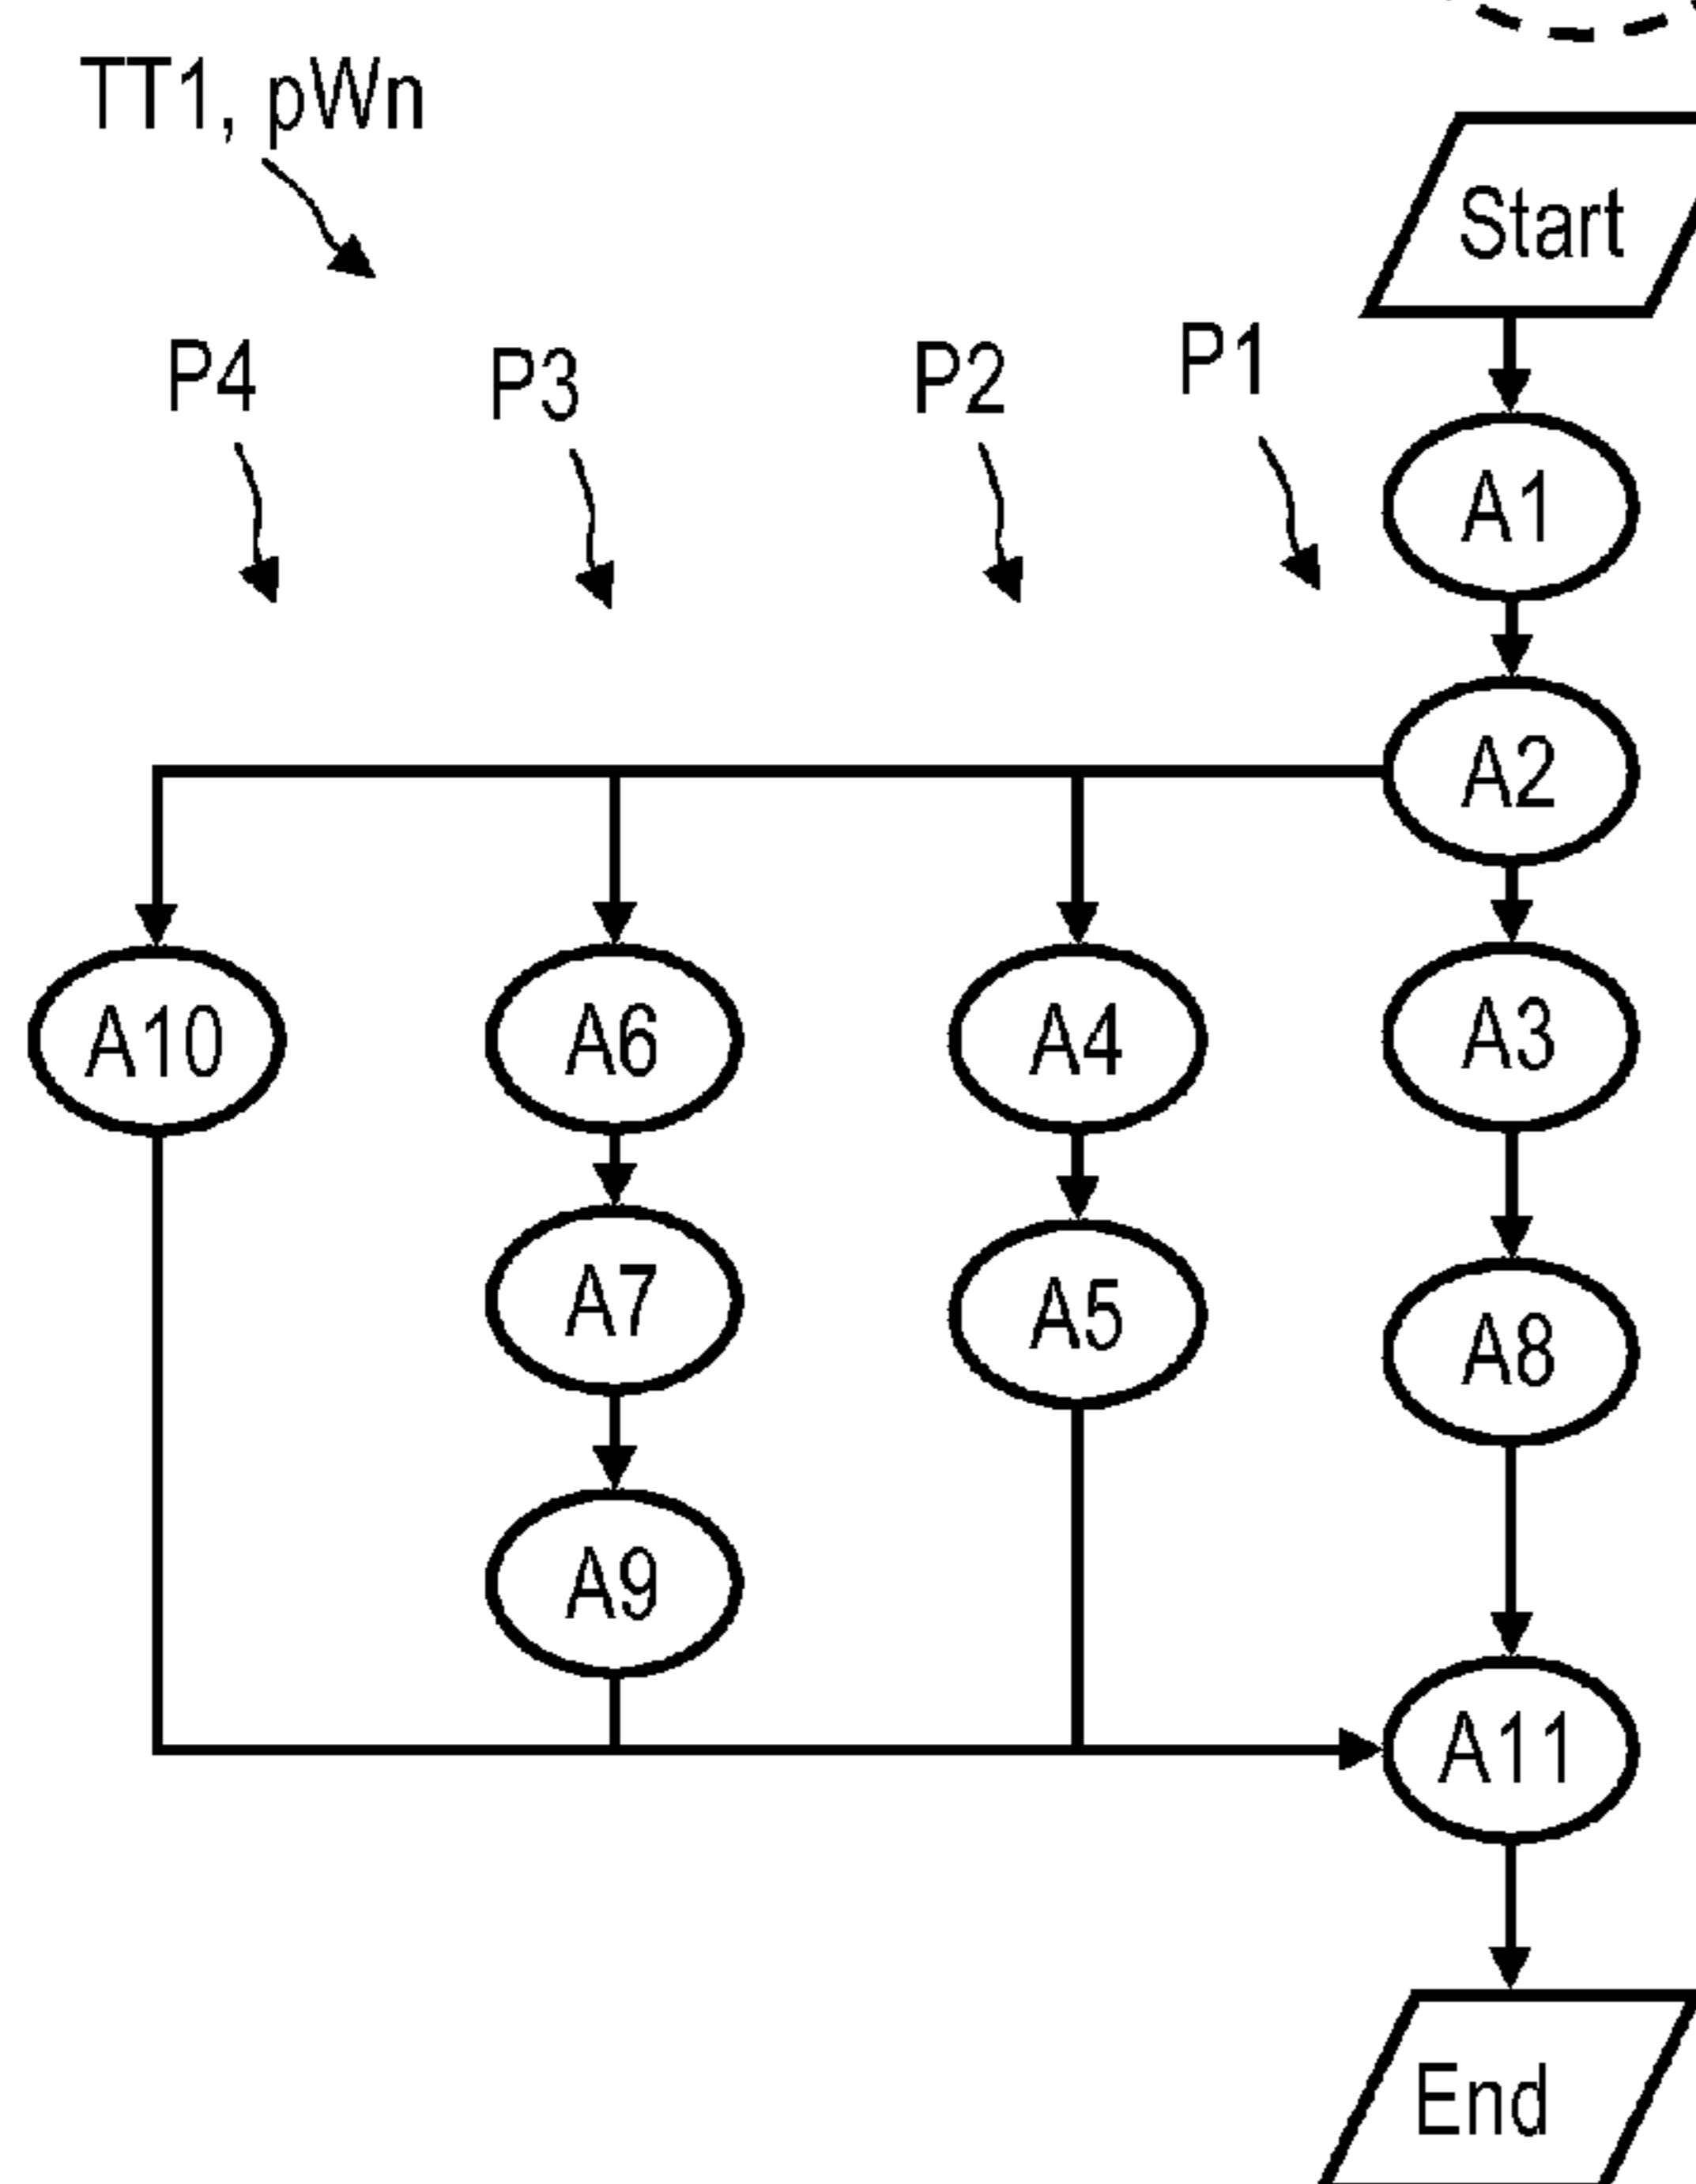 TT1, pWn
Start
P4
P3
P2
P1
A1
A2
A10
A6
A4
A3
A7
A5
A8
A9
A11
End